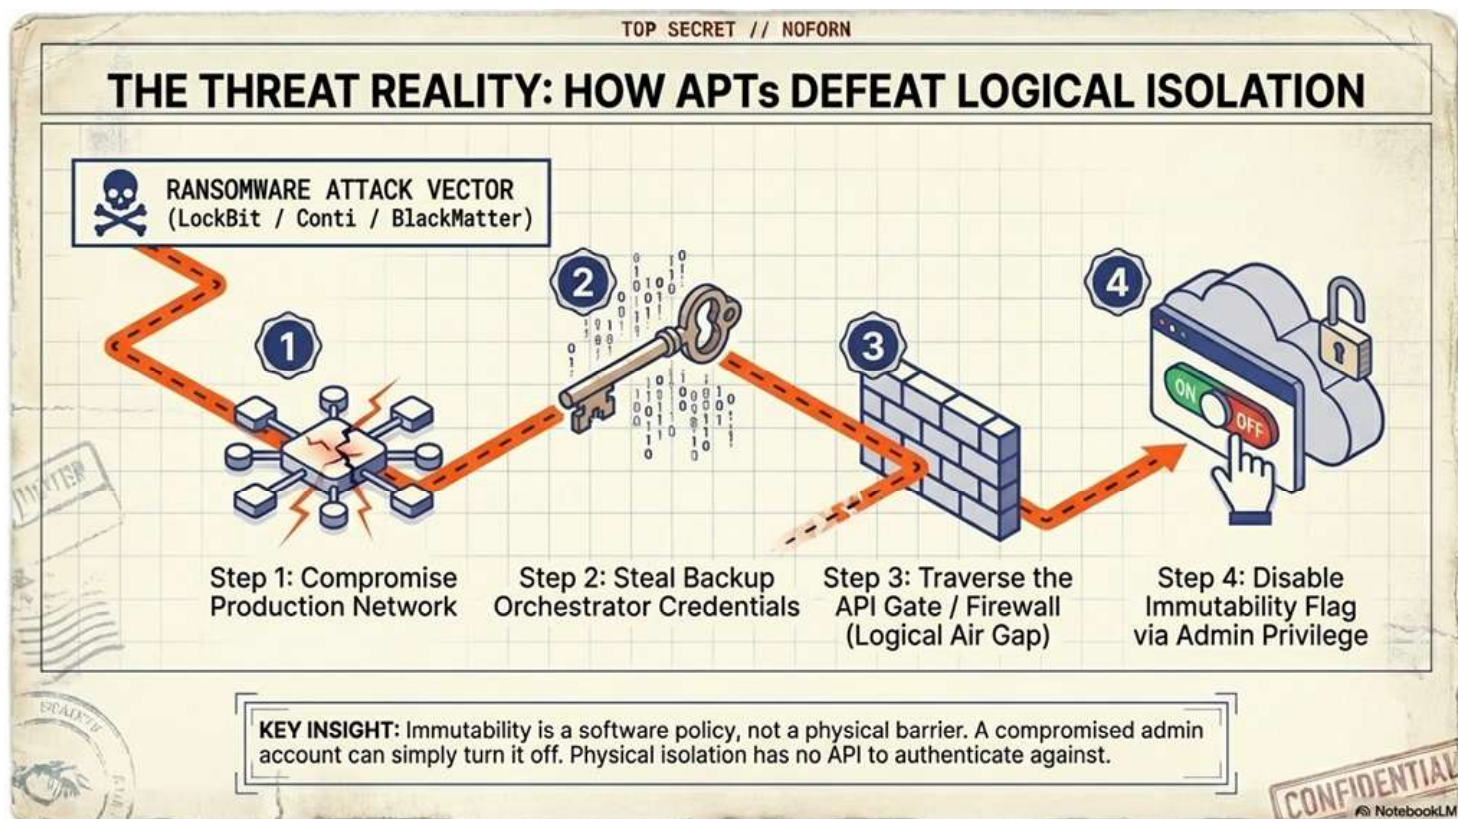 TOP SECRET // NOFORN
THE THREAT REALITY: HOW APTs DEFEAT LOGICAL ISOLATION
RANSOMWARE ATTACK VECTOR
(LockBit / Conti / BlackMatter)
1
2
3
4
ON
OFF
Step 1: Compromise
Production Network
Step 2: Steal Backup
Orchestrator Credentials
Step 3: Traverse the
API Gate / Firewall
(Logical Air Gap)
Step 4: Disable
Immutability Flag
via Admin Privilege
KEY INSIGHT: Immutability is a software policy, not a physical barrier. A compromised admin
account can simply turn it off. Physical isolation has no API to authenticate against.
CONFIDENTIAL
NotebookLM